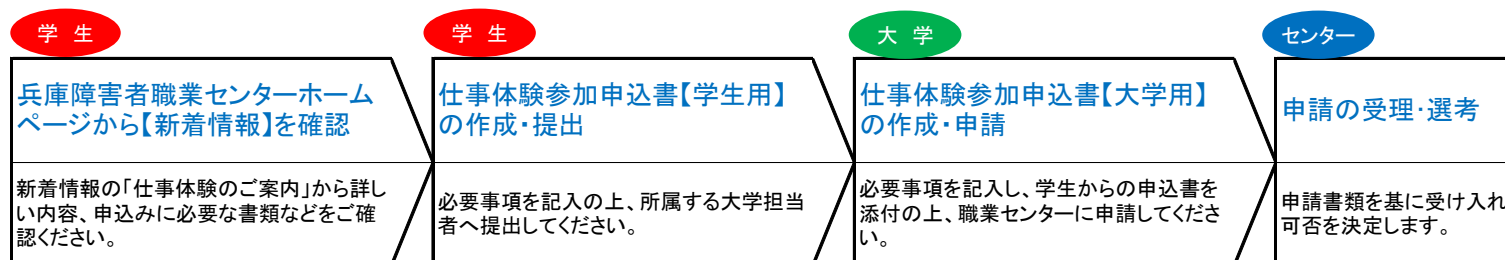 学 生
兵庫障害者職業センターホーム
ページから【新着情報】を確認
新着情報の「仕事体験のご案内」から詳し
い内容、申込みに必要な書類などをご確
認ください。
学 生
仕事体験参加申込書【学生用】
の作成・提出
必要事項を記入の上、所属する大学担当
者へ提出してください。
大 学
仕事体験参加申込書【大学用】
の作成・申請
必要事項を記入し、学生からの申込書を
添付の上、職業センターに申請してくださ
い。
センター
申請の受理・選考
申請書類を基に受け入れ
可否を決定します。